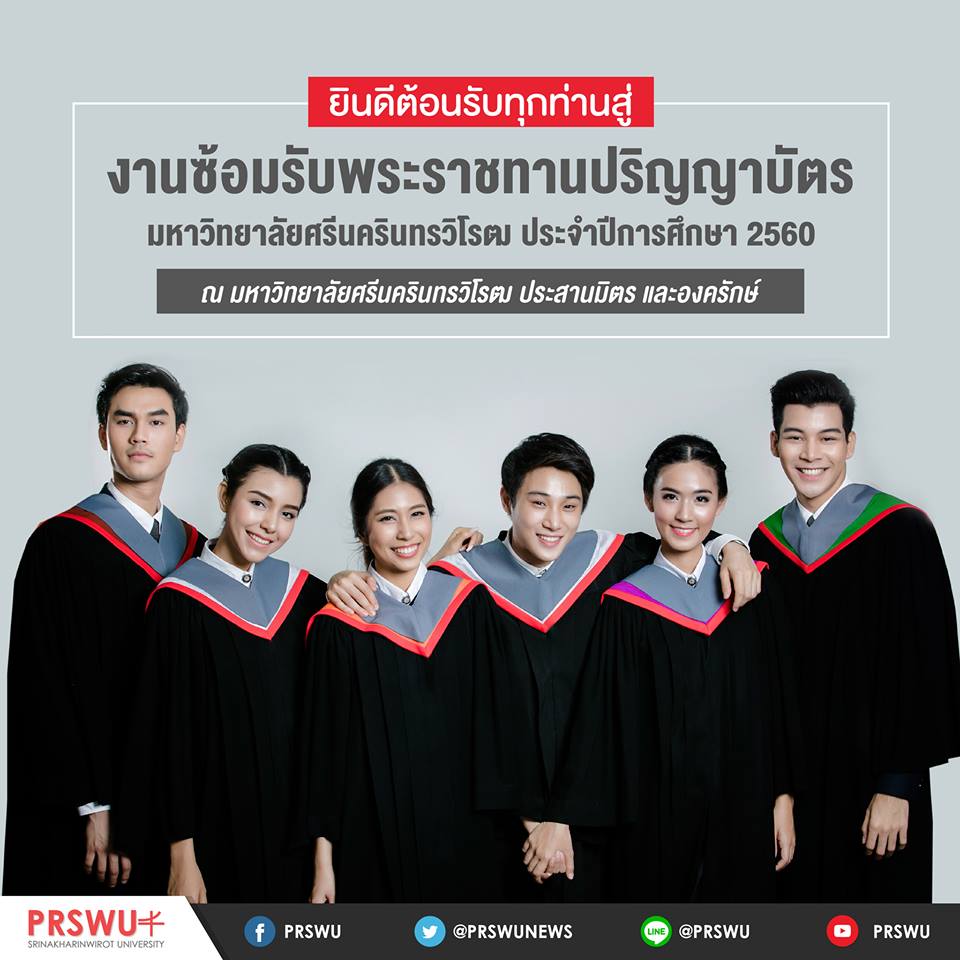 ยินดีต้อนรับทุกท่านสู่
งานซ้อมรับพระราชทานปริญญาบัตร
มหาวิทยาลัยศรีนครินทรวิโรฒ ประจำปีการศึกษา 2560
ณ มหาวิทยาลัยศรีนครินทรวิโรฒ ประสานมิตร และองครักษ์
PRSWU
SRINAKHARINWIROT UNIVERSITY
f PRSWU
@PRSWUNEWS
LINE @PRSWU
PRSWU